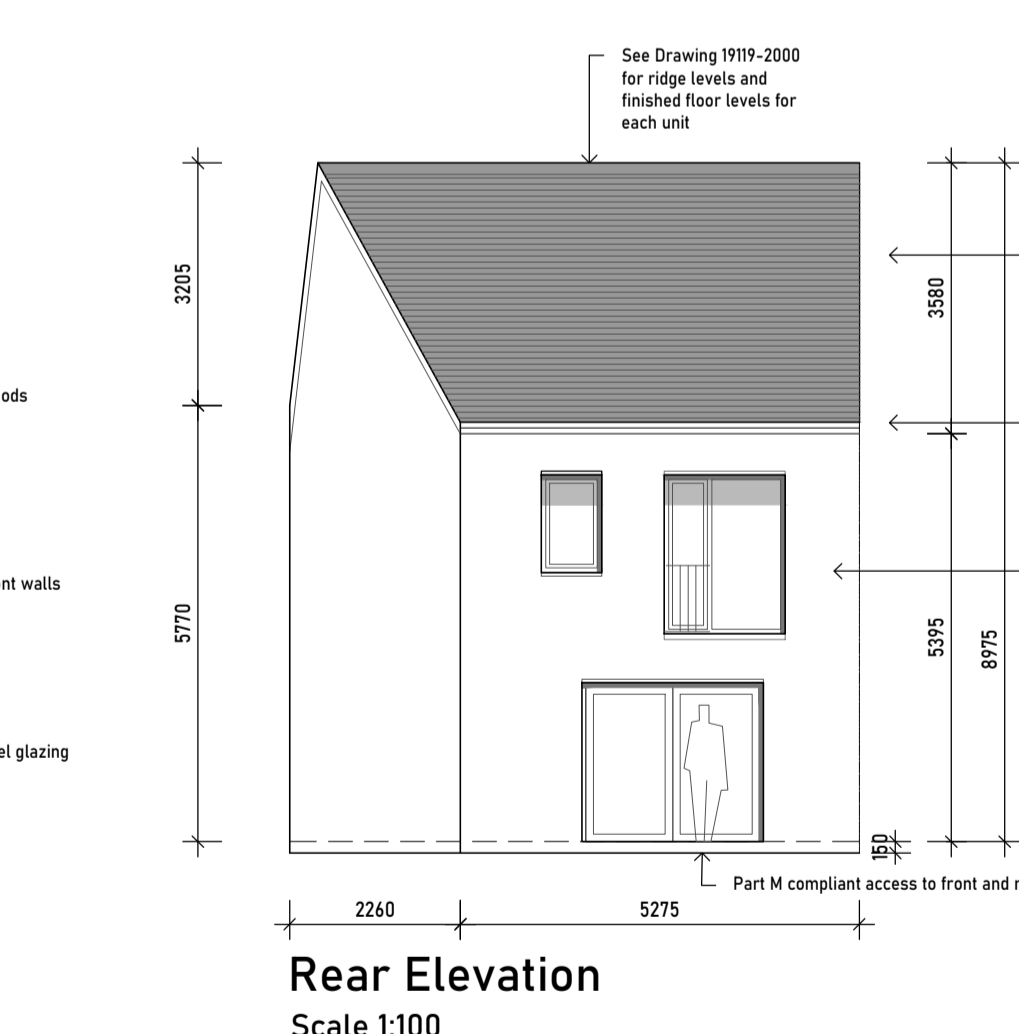 See Drawing 19119-2000
for ridge levels and
finished floor levels for
each unit
3205
3580
ods
nt walls
5770
5395
8975
el glazing
150
Part M compliant access to front and r
2260
5275
Rear Elevation
Scale 1:100